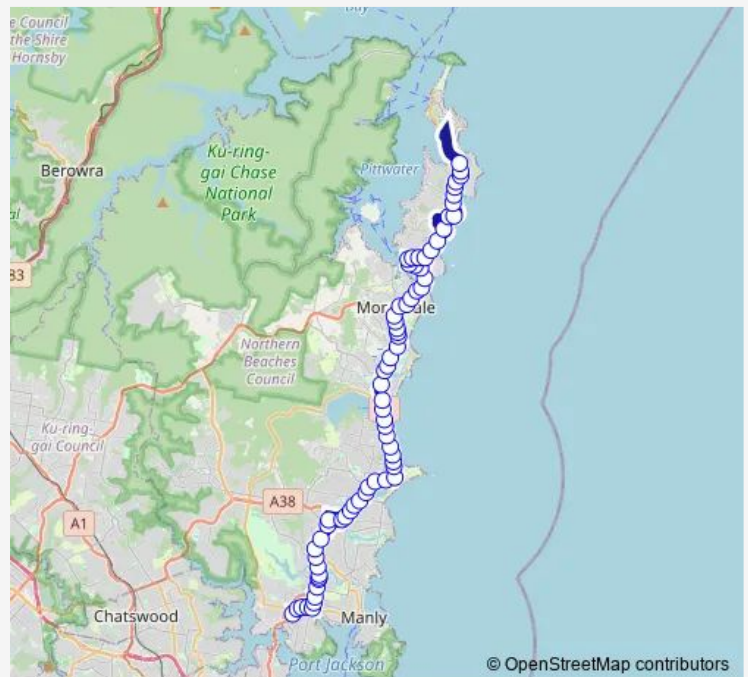 e Council
the Shire
Hornsby
Berowra
Ku-ring-
gai Chase
National
Park
Pittwater
83
Northern
Beaches
Council
Ku-ring-
gai Council
A38
A1
Chatswood
Manly
Port Jackson
© OpenStreetMap contributors